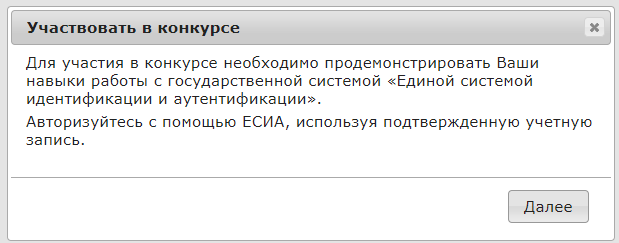 Участвовать в конкурсе
Для участия в конкурсе необходимо продемонстрировать Ваши
навыки работы с государственной системой «Единой системой
идентификации и аутентификации».
Авторизуйтесь с помощью ЕСИА, используя подтвержденную учетную
запись.
Далее